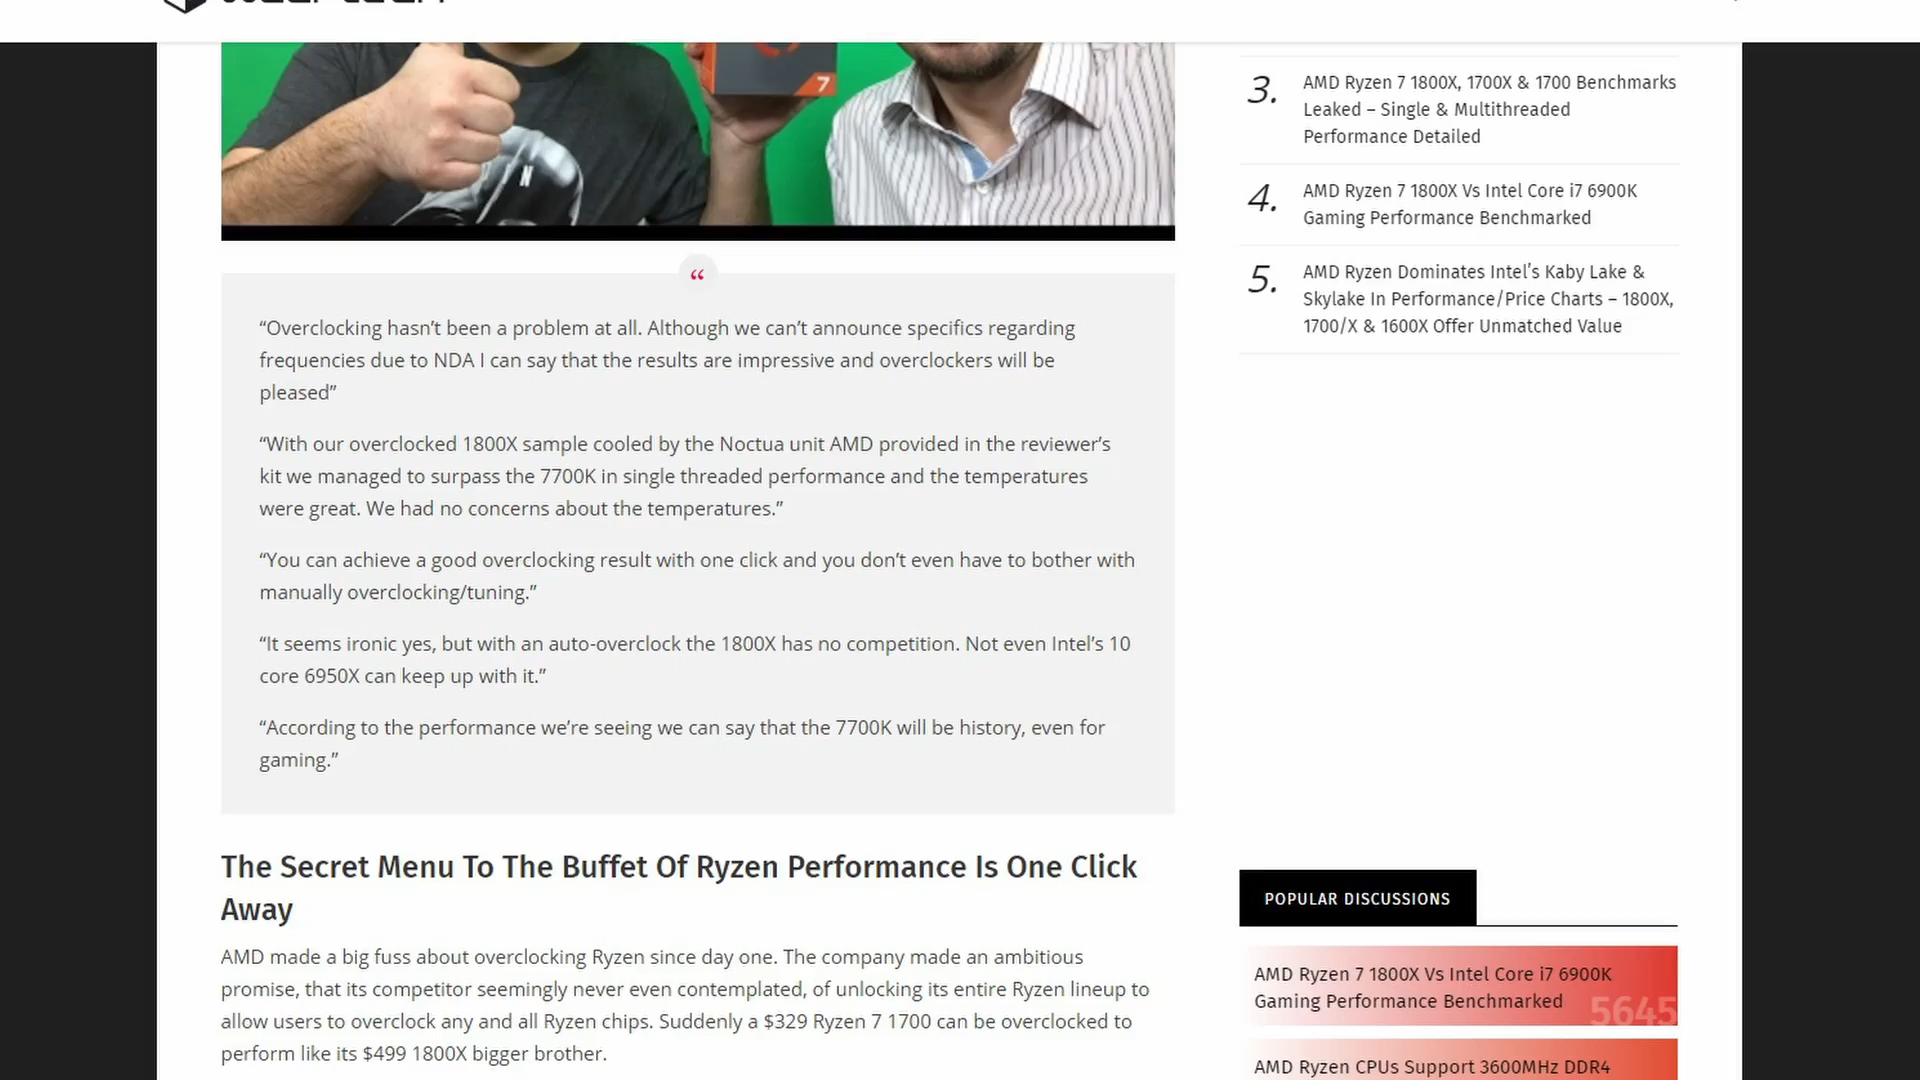 7
N
“
“Overclocking hasn’t been a problem at all. Although we can’t announce specifics regarding
frequencies due to NDA I can say that the results are impressive and overclockers will be
pleased”
“With our overclocked 1800X sample cooled by the Noctua unit AMD provided in the reviewer’s
kit we managed to surpass the 7700K in single threaded performance and the temperatures
were great. We had no concerns about the temperatures.”
“You can achieve a good overclocking result with one click and you don’t even have to bother with
manually overclocking/tuning.”
“It seems ironic yes, but with an auto-overclock the 1800X has no competition. Not even Intel’s 10
core 6950X can keep up with it.”
“According to the performance we’re seeing we can say that the 7700K will be history, even for
gaming.”
The Secret Menu To The Buffet Of Ryzen Performance Is One Click
Away
AMD made a big fuss about overclocking Ryzen since day one. The company made an ambitious
promise, that its competitor seemingly never even contemplated, of unlocking its entire Ryzen lineup to
allow users to overclock any and all Ryzen chips. Suddenly a $329 Ryzen 7 1700 can be overclocked to
perform like its $499 1800X bigger brother.
3. AMD Ryzen 7 1800X, 1700X & 1700 Benchmarks
Leaked – Single & Multithreaded
Performance Detailed
4. AMD Ryzen 7 1800X Vs Intel Core i7 6900K
Gaming Performance Benchmarked
5. AMD Ryzen Dominates Intel’s Kaby Lake &
Skylake In Performance/Price Charts – 1800X,
1700/X & 1600X Offer Unmatched Value
POPULAR DISCUSSIONS
AMD Ryzen 7 1800X Vs Intel Core i7 6900K
Gaming Performance Benchmarked
5645
AMD Ryzen CPUs Support 3600MHz DDR4